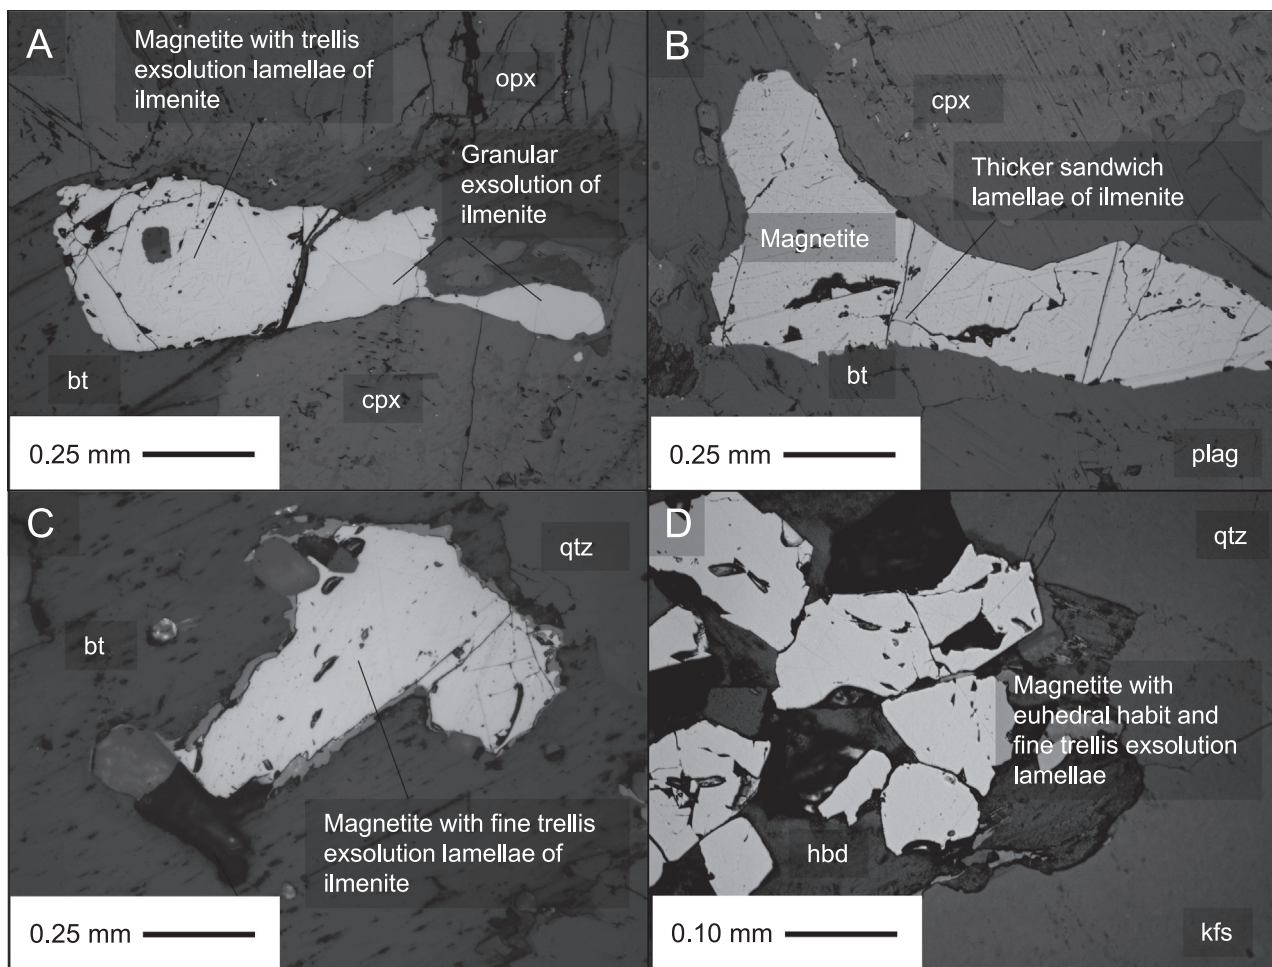 A
Magnetite with trellis
exsolution lamellae of
ilmenite
opx
Granular
exsolution of
ilmenite
bt
cpx
0.25 mm
B
cpx
Thicker sandwich
lamellae of ilmenite
Magnetite
bt
0.25 mm
plag
C
qtz
bt
Magnetite with fine trellis
exsolution lamellae of
ilmenite
0.25 mm
D
qtz
Magnetite with
euhedral habit and
fine trellis exsolution
lamellae
hbd
0.10 mm
kfs